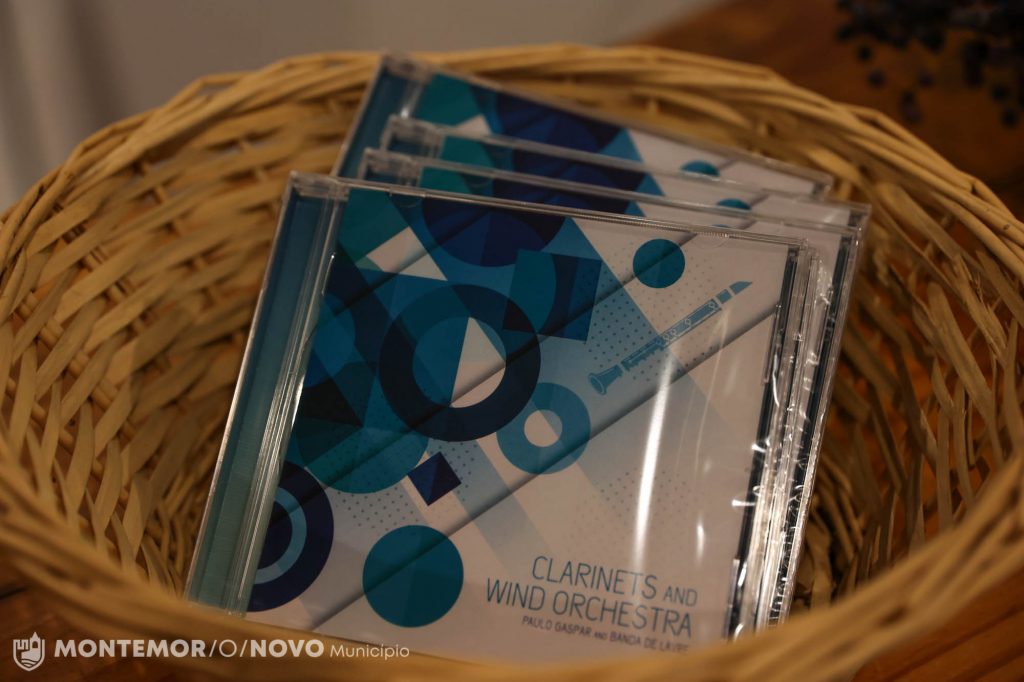 CLARINETS AND
WIND ORCHESTRA
PAULO GASPAR AND BANDA DE LAVRE
MONTEMOR/O/NOVO Município